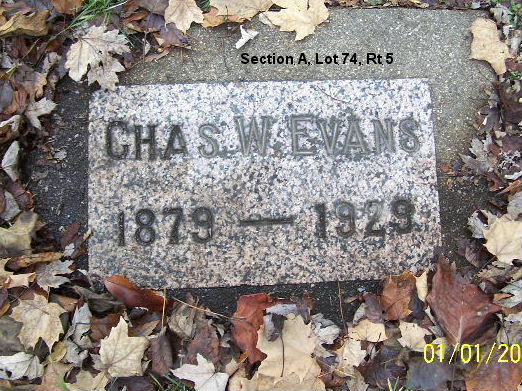 Section A, Lot 74, Rt 5
CHAS. W. EVANS
1879 — 1929
01/01/20